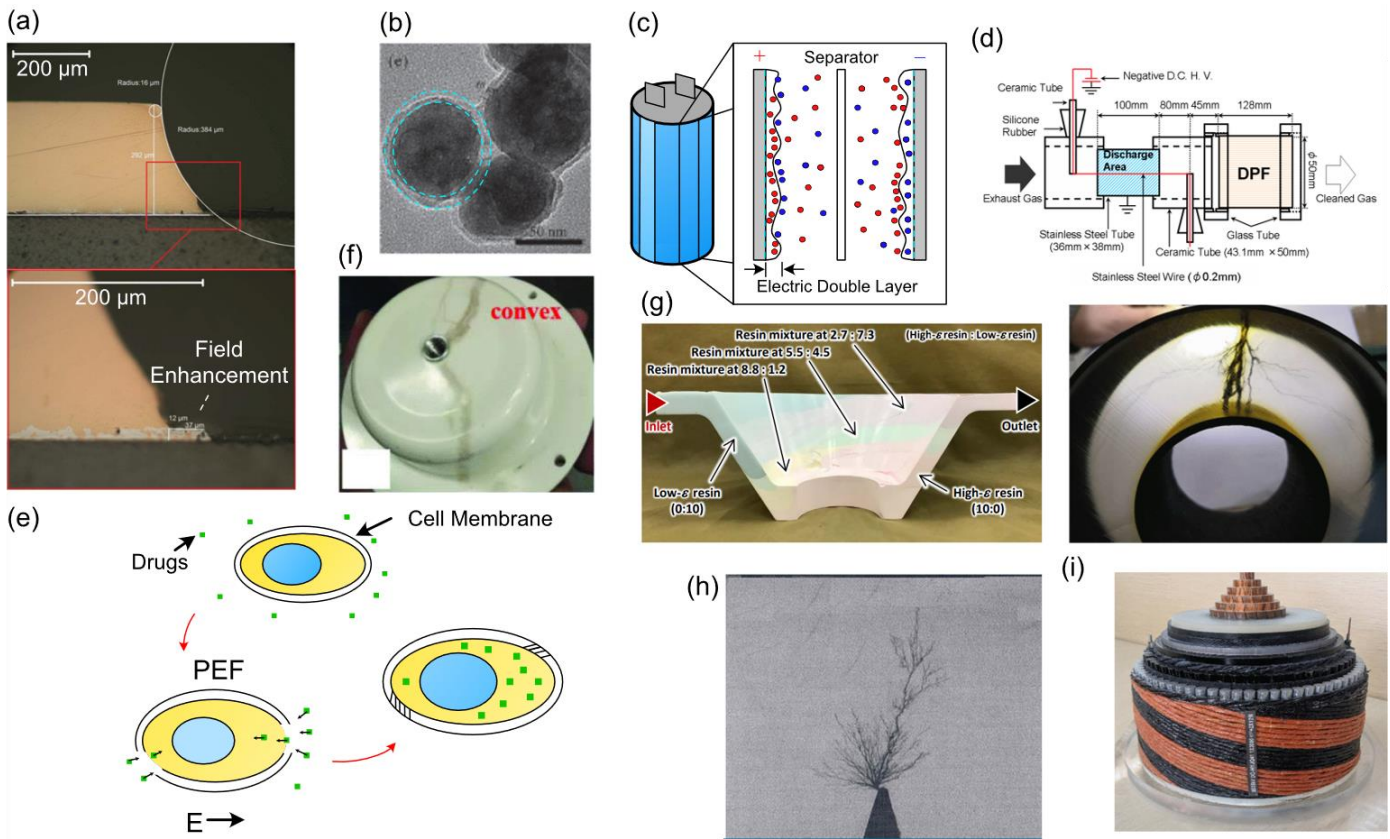 (a)
200 μm
Radius:16 μm
Radius:384 μm
200 μm
Field
Enhancement
12 μm
37 μm
(b)
(e)
50 nm
(c)
+
Separator
−
Electric Double Layer
(d)
Negative D.C. H. V.
Ceramic Tube
Silicone
Rubber
100mm
80mm
45mm
128mm
Discharge
Area
DPF
ϕ50mm
Exhaust Gas
Cleaned Gas
Stainless Steel Tube
(36mm×38mm)
Glass Tube
Ceramic Tube (43.1mm ×50mm)
Stainless Steel Wire (ϕ0.2mm)
(e)
Drugs
Cell Membrane
PEF
E
(f)
convex
(g)
Resin mixture at 2.7 : 7.3
(High-ε resin : Low-ε resin)
Resin mixture at 5.5 : 4.5
Resin mixture at 8.8 : 1.2
Inlet
Outlet
Low-ε resin
(0:10)
High-ε resin
(10:0)
(h)
(i)